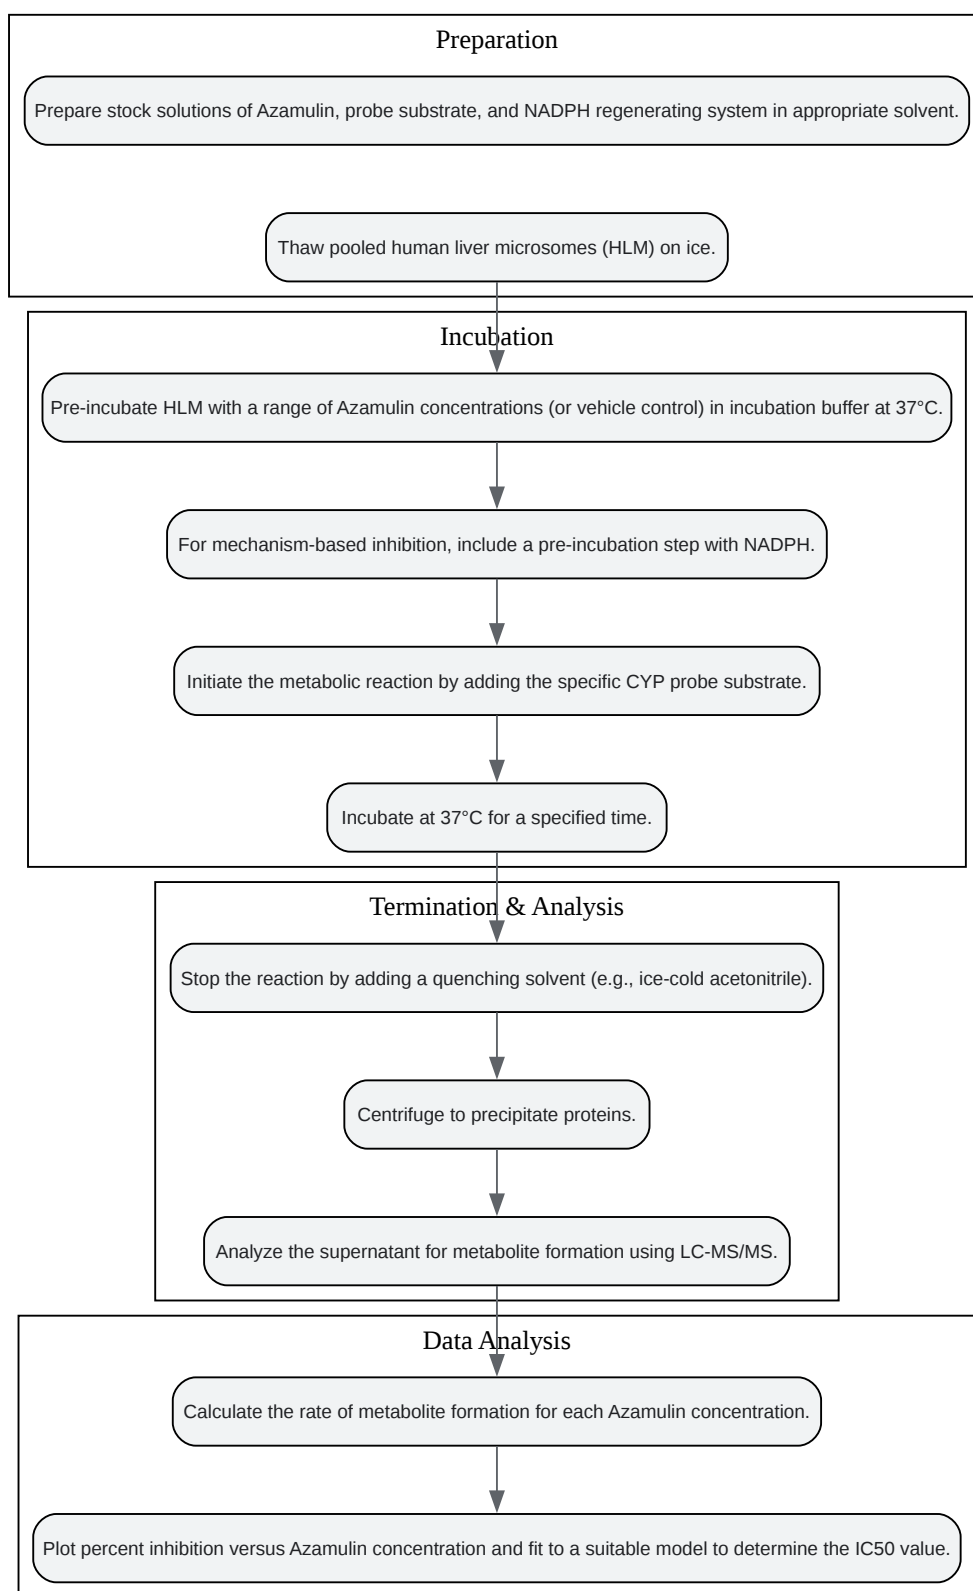 Preparation
Prepare stock solutions of Azamulin, probe substrate, and NADPH regenerating system in appropriate solvent.
Thaw pooled human liver microsomes (HLM) on ice.
Incubation
Pre-incubate HLM with a range of Azamulin concentrations (or vehicle control) in incubation buffer at 37°C.
For mechanism-based inhibition, include a pre-incubation step with NADPH.
Initiate the metabolic reaction by adding the specific CYP probe substrate.
Incubate at 37°C for a specified time.
Termination & Analysis
Stop the reaction by adding a quenching solvent (e.g., ice-cold acetonitrile).
Centrifuge to precipitate proteins.
Analyze the supernatant for metabolite formation using LC-MS/MS.
Data Analysis
Calculate the rate of metabolite formation for each Azamulin concentration.
Plot percent inhibition versus Azamulin concentration and fit to a suitable model to determine the IC50 value.